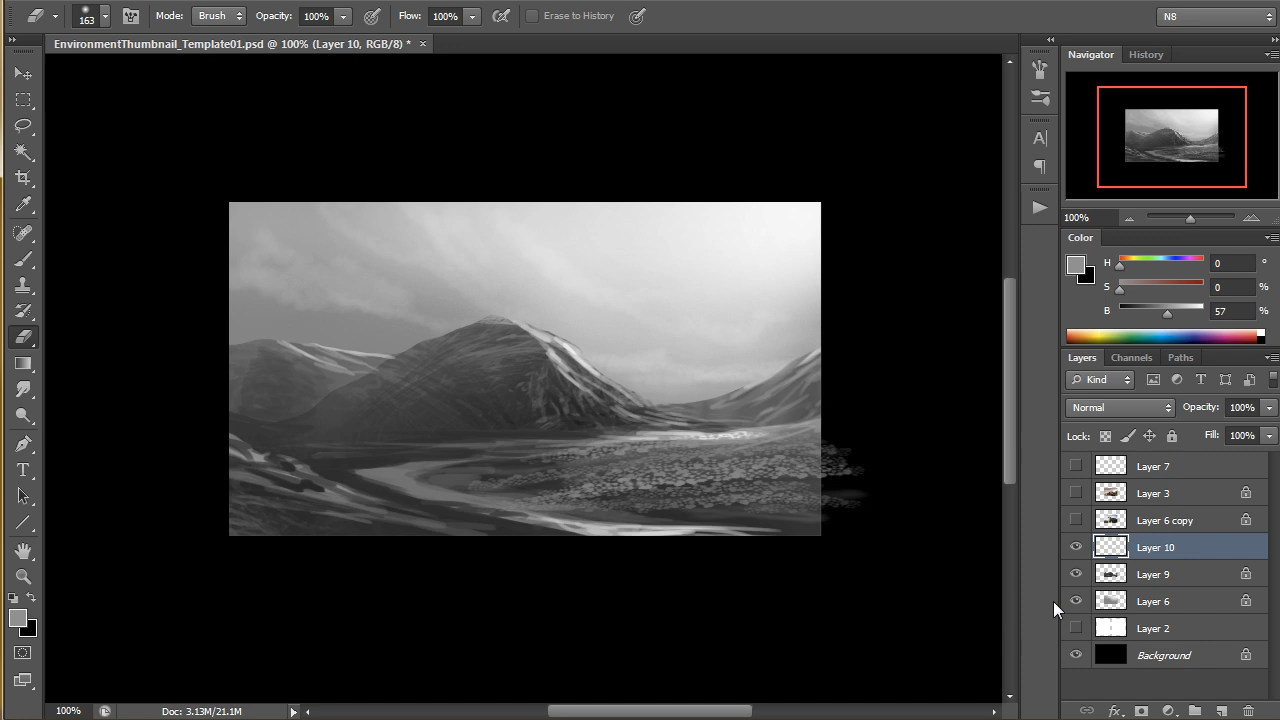 163 Mode: Brush Opacity: 100% Flow: 100% Erase to History N8
EnvironmentThumbnail_Template01.psd @ 100% (Layer 10, RGB/8) * ×
Navigator History
100%
Color
H 0 °
S 0 %
B 57 %
Layers Channels Paths
Kind T
Normal Opacity: 100%
Lock: Fill: 100%
Layer 7
Layer 3
Layer 6 copy
Layer 10
Layer 9
Layer 6
Layer 2
Background
fx
A
T
100% Doc: 3.13M/21.1M